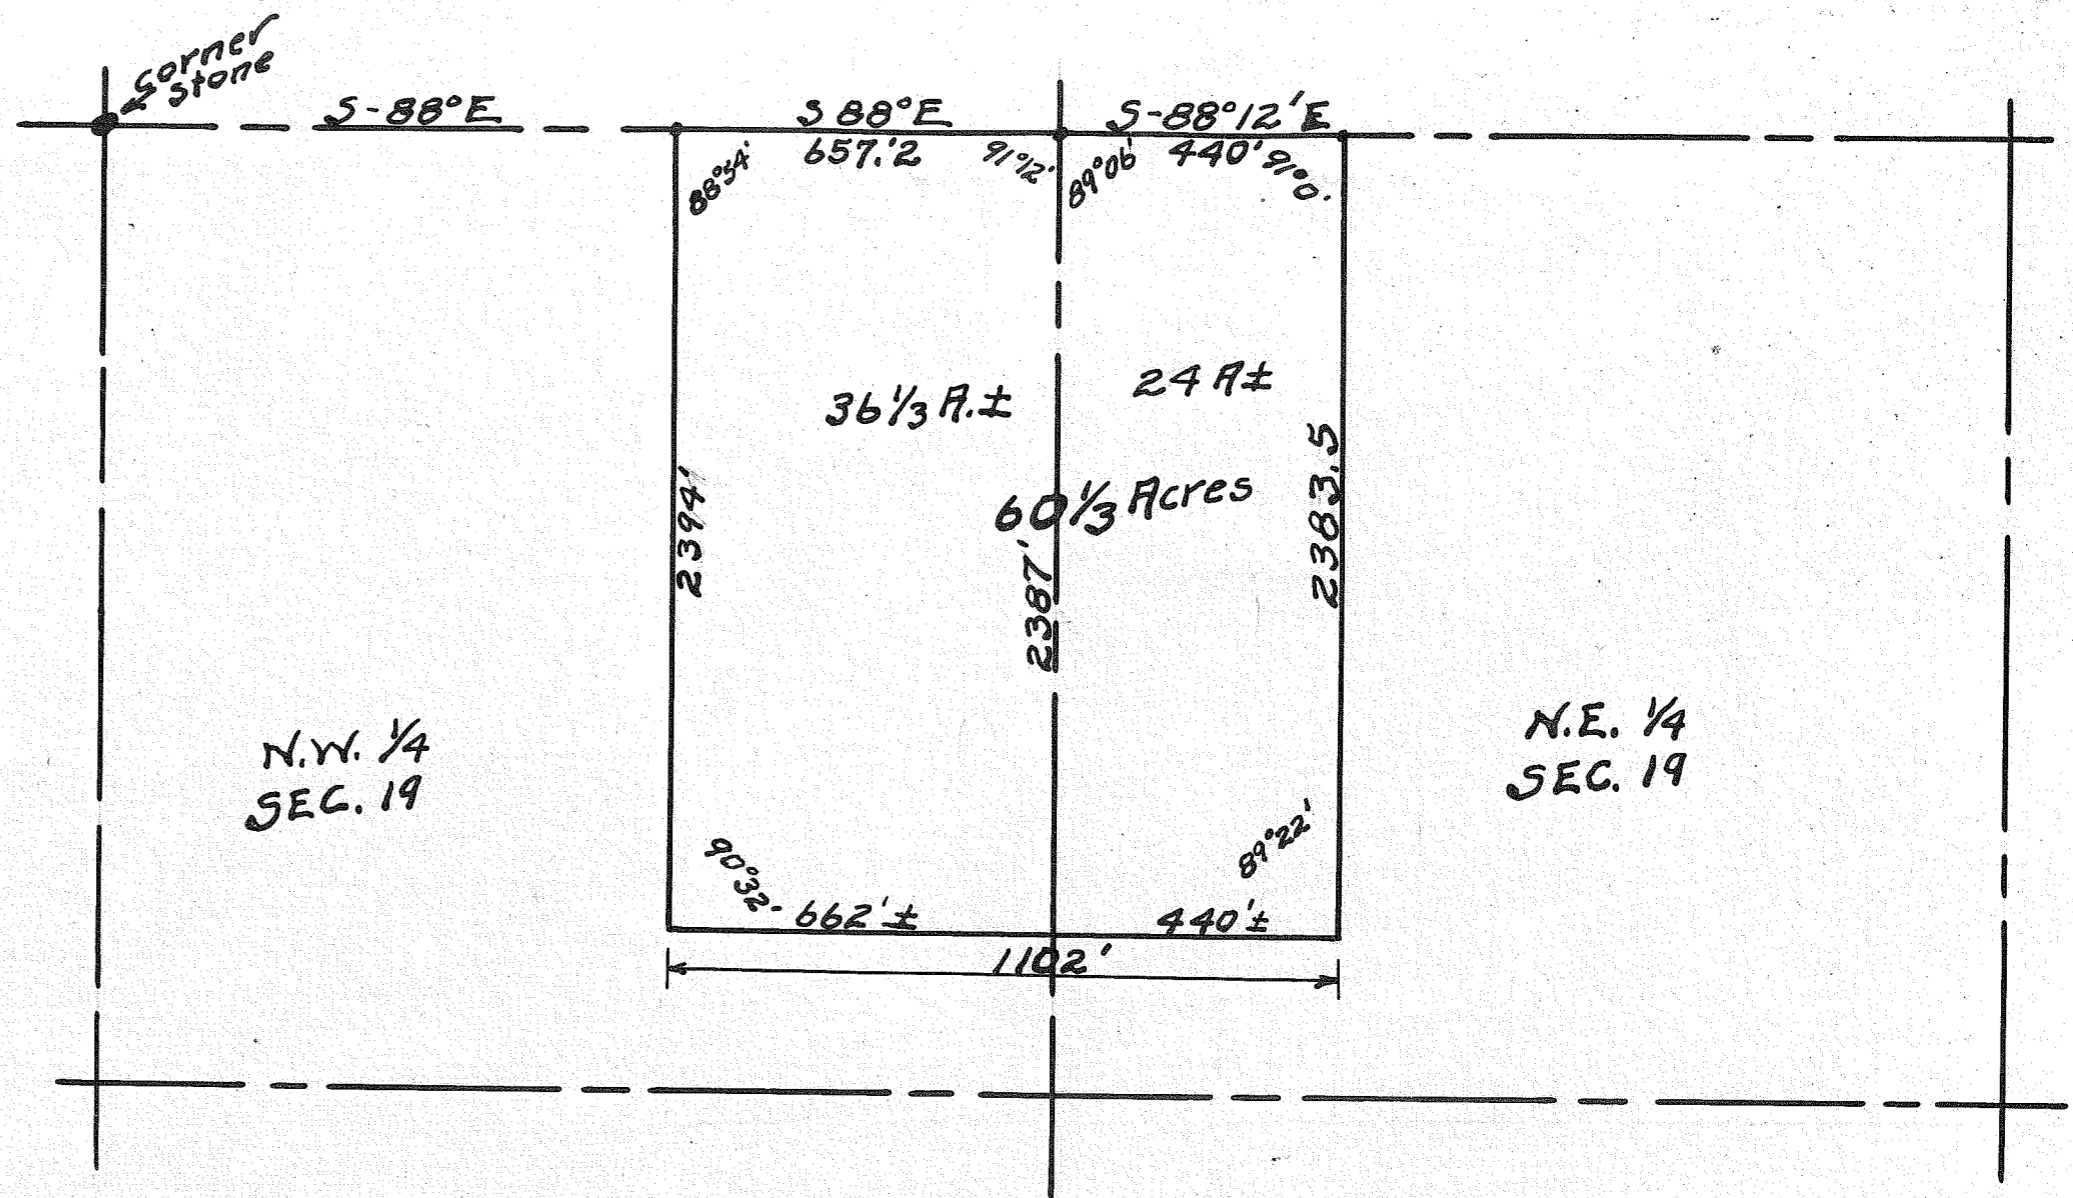 Corner
Stone
S-88°E
S 88°E
S-88°12'E
657.'2
440'
88°54'
91°12'
89°06'
91°0'
36 1/3 A.±
24 A±
60 1/3 Acres
2394'
2387'
2383.5
N.W. 1/4
SEC. 19
N.E. 1/4
SEC. 19
90°32'
89°22'
662'±
440'±
1102'